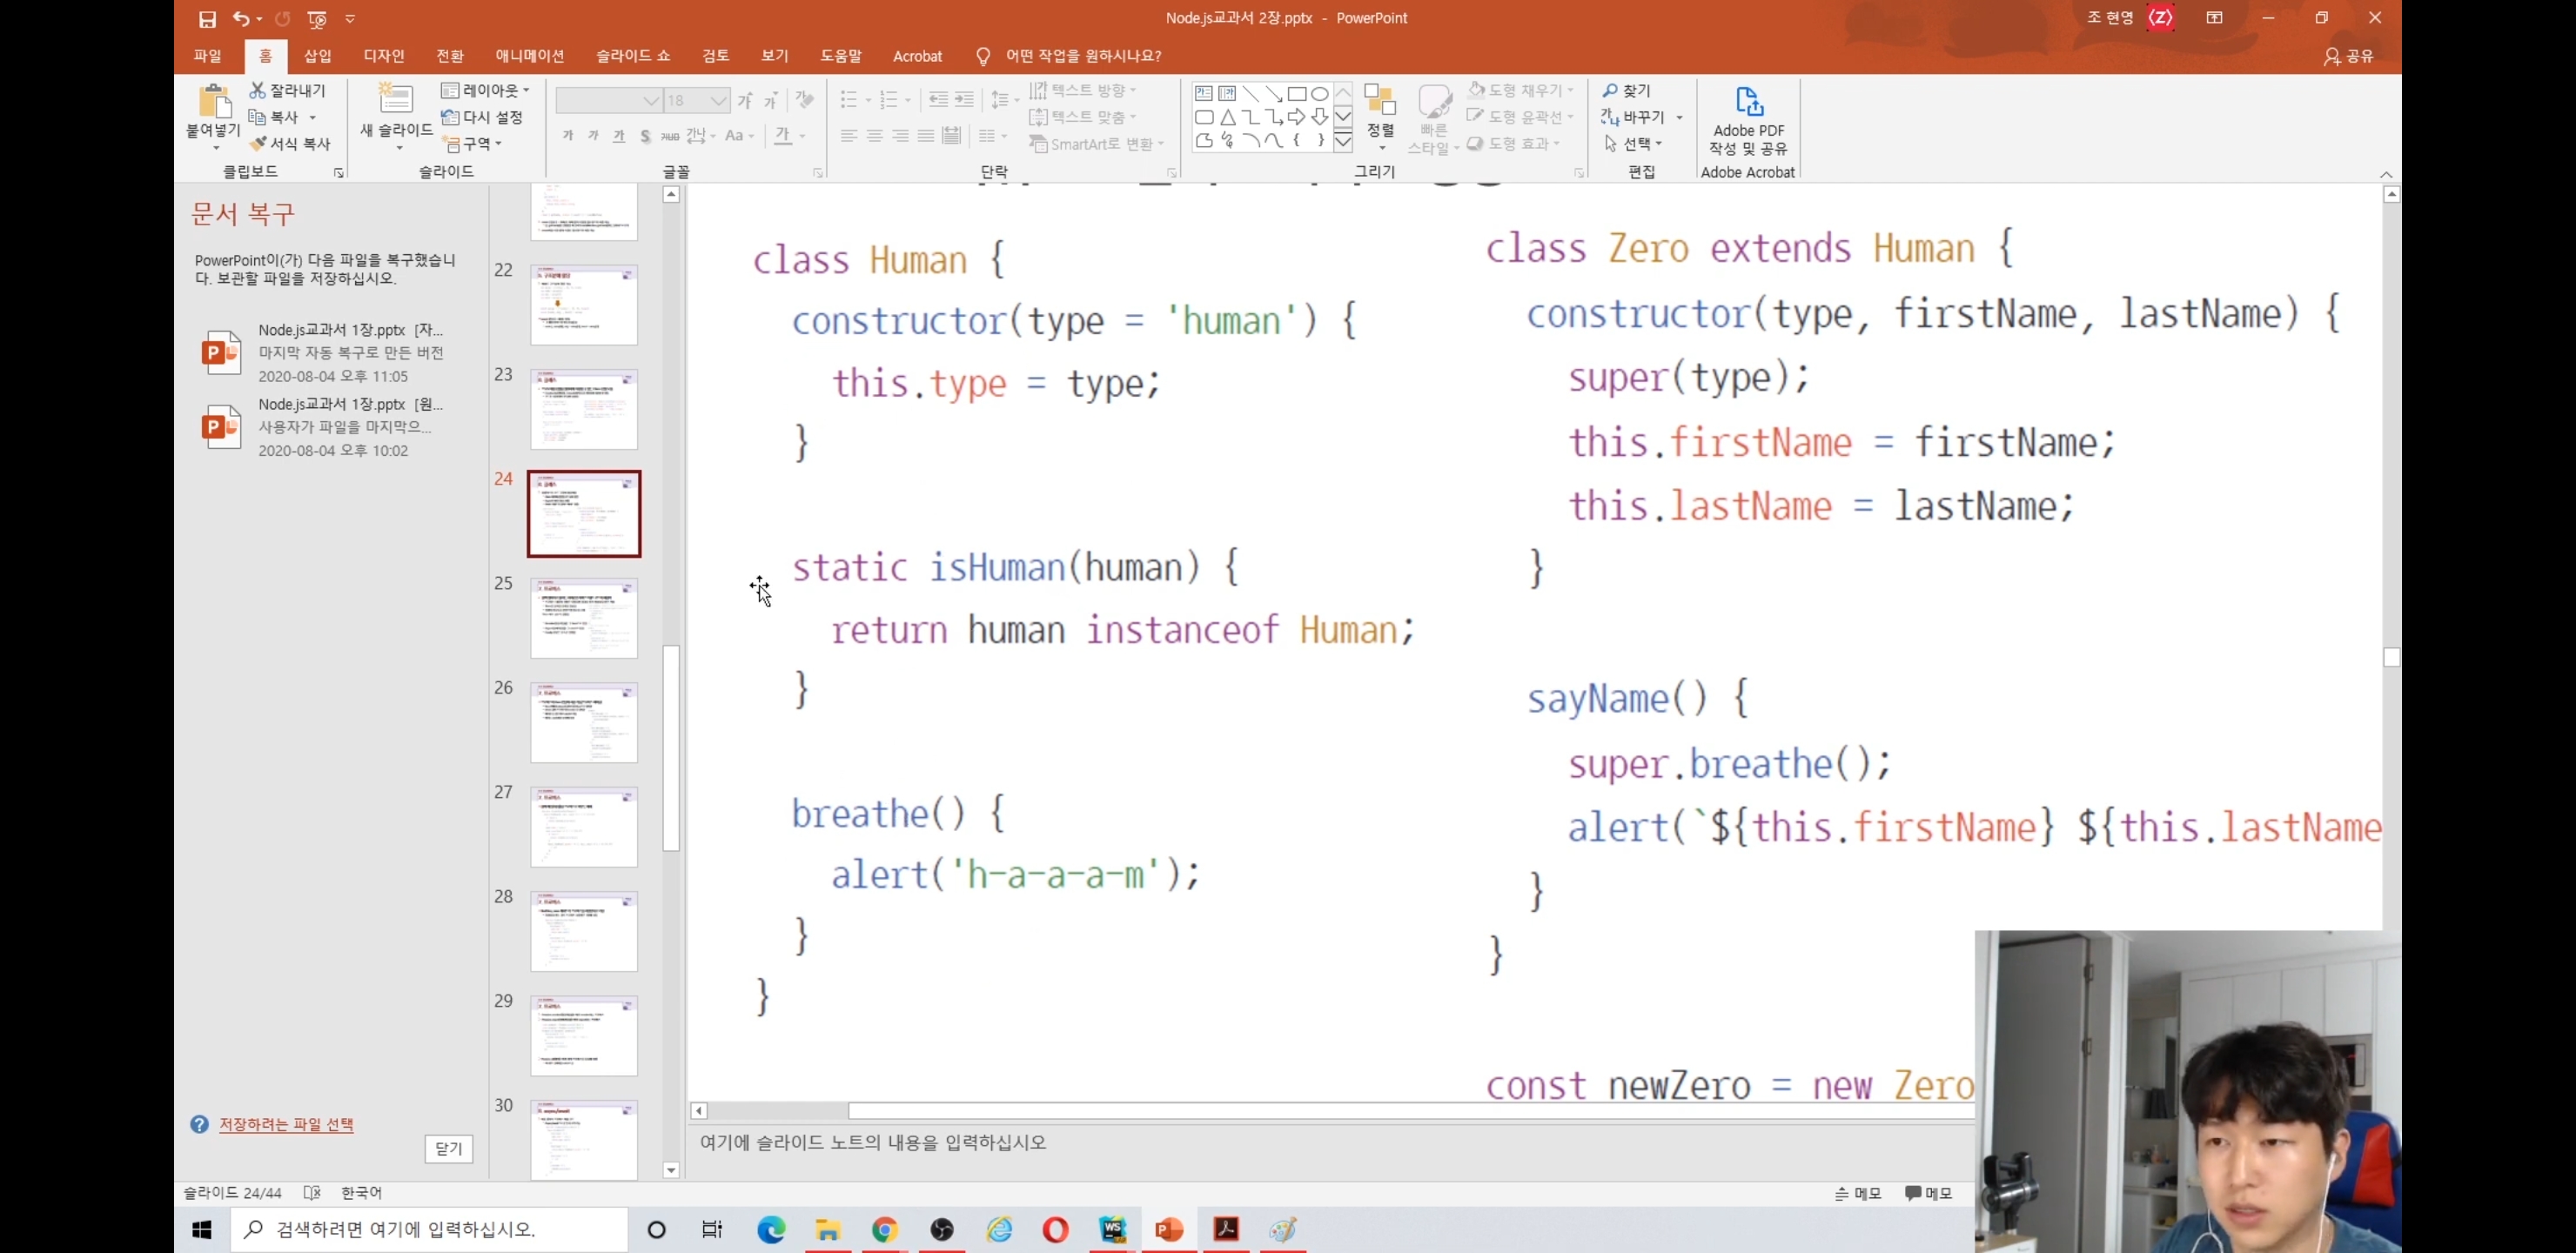 Node.js교과서 2장.pptx - PowerPoint
조 현영
파일 홈 삽입 디자인 전환 애니메이션 슬라이드 쇼 검토 보기 도움말 Acrobat 어떤 작업을 원하시나요? 공유
붙여넣기
잘라내기
복사
서식 복사
클립보드
새 슬라이드
레이아웃
다시 설정
구역
슬라이드
18
글꼴
텍스트 방향
텍스트 맞춤
SmartArt로 변환
단락
정렬
빠른 스타일
도형 채우기
도형 윤곽선
도형 효과
그리기
찾기
바꾸기
선택
편집
Adobe PDF
작성 및 공유
Adobe Acrobat
문서 복구
PowerPoint이(가) 다음 파일을 복구했습니
다. 보관할 파일을 저장하십시오.
Node.js교과서 1장.pptx [자...
마지막 자동 복구로 만든 버전
2020-08-04 오후 11:05
Node.js교과서 1장.pptx [원...
사용자가 파일을 마지막으...
2020-08-04 오후 10:02
저장하려는 파일 선택
닫기
22
23
24
25
26
27
28
29
30
class Human {
constructor(type = 'human') {
this.type = type;
}
static isHuman(human) {
return human instanceof Human;
}
breathe() {
alert('h-a-a-a-m');
}
}
class Zero extends Human {
constructor(type, firstName, lastName) {
super(type);
this.firstName = firstName;
this.lastName = lastName;
}
sayName() {
super.breathe();
alert(`${this.firstName} ${this.lastName
}
}
const newZero = new Zero
여기에 슬라이드 노트의 내용을 입력하십시오
슬라이드 24/44 한국어 메모 메모
검색하려면 여기에 입력하십시오.